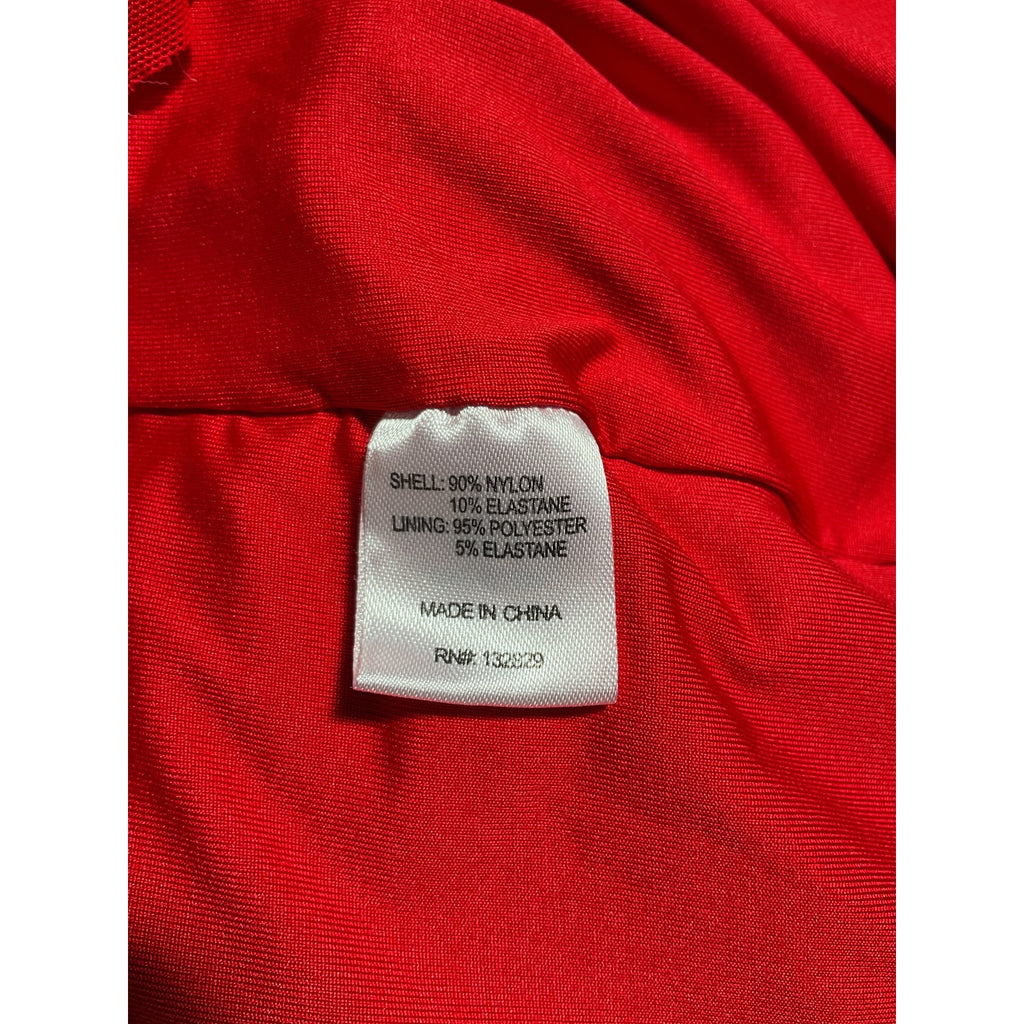 SHELL: 90% NYLON
10% ELASTANE
LINING: 95% POLYESTER
5% ELASTANE
MADE IN CHINA
RN#: 132829